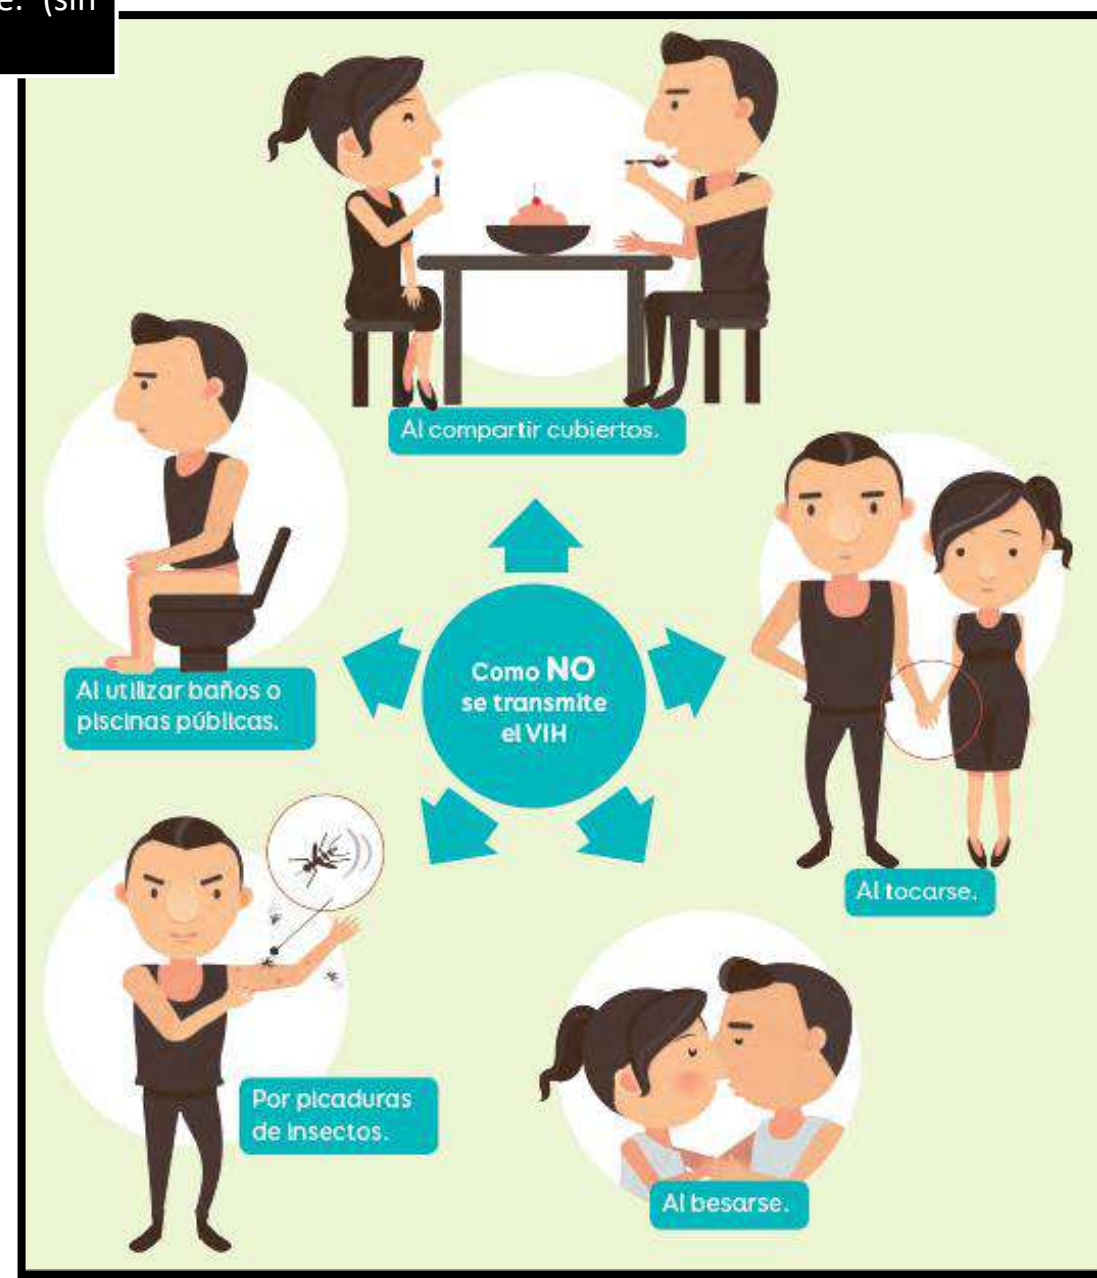 e. (sin
Al compartir cubiertos.
Al utilizar baños o
piscinas públicas.
Como NO
se transmite
el VIH
Al tocarse.
Por picaduras
de insectos.
Al besarse.